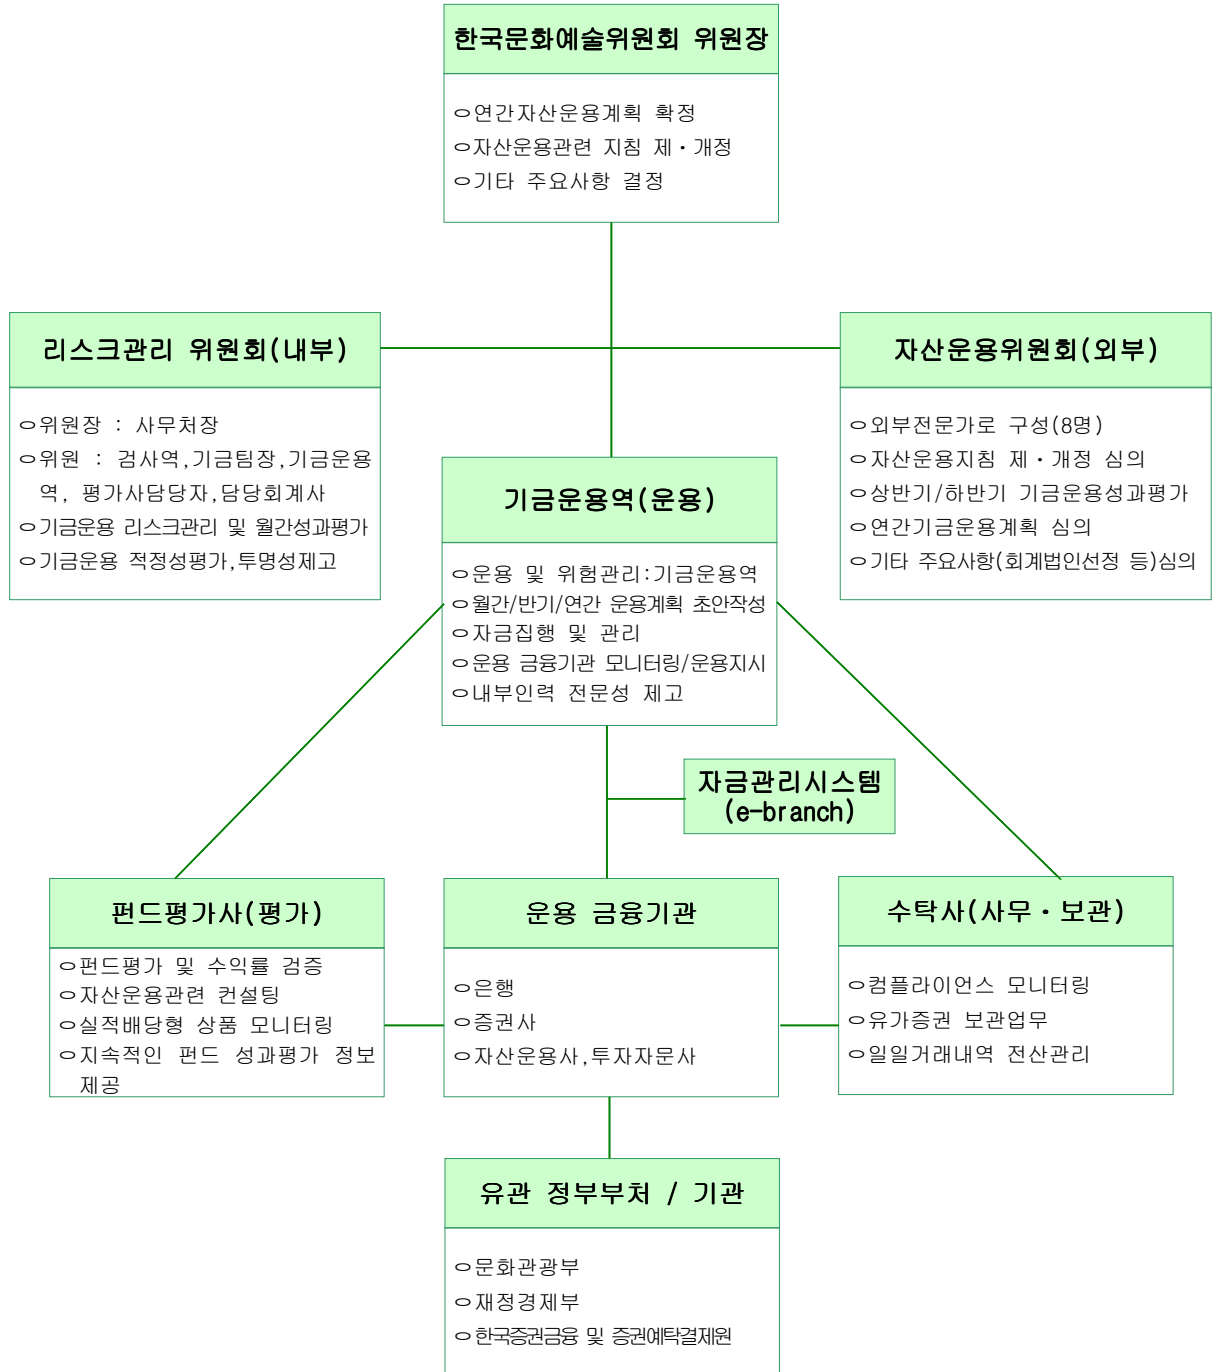 한국문화예술위원회 위원장
ㅇ연간자산운용계획 확정
ㅇ자산운용관련 지침 제·개정
ㅇ기타 주요사항 결정
리스크관리 위원회(내부)
ㅇ위원장 : 사무처장
ㅇ위원 : 검사역,기금팀장,기금운용
역, 평가사담당자,담당회계사
ㅇ기금운용 리스크관리 및 월간성과평가
ㅇ기금운용 적정성평가,투명성제고
자산운용위원회(외부)
ㅇ외부전문가로 구성(8명)
ㅇ자산운용지침 제·개정 심의
ㅇ상반기/하반기 기금운용성과평가
ㅇ연간기금운용계획 심의
ㅇ기타 주요사항(회계법인선정 등)심의
기금운용역(운용)
ㅇ운용 및 위험관리:기금운용역
ㅇ월간/반기/연간 운용계획 초안작성
ㅇ자금집행 및 관리
ㅇ운용 금융기관 모니터링/운용지시
ㅇ내부인력 전문성 제고
자금관리시스템
(e-branch)
펀드평가사(평가)
ㅇ펀드평가 및 수익률 검증
ㅇ자산운용관련 컨설팅
ㅇ실적배당형 상품 모니터링
ㅇ지속적인 펀드 성과평가 정보
제공
운용 금융기관
ㅇ은행
ㅇ증권사
ㅇ자산운용사,투자자문사
수탁사(사무·보관)
ㅇ컴플라이언스 모니터링
ㅇ유가증권 보관업무
ㅇ일일거래내역 전산관리
유관 정부부처 / 기관
ㅇ문화관광부
ㅇ재정경제부
ㅇ한국증권금융 및 증권예탁결제원